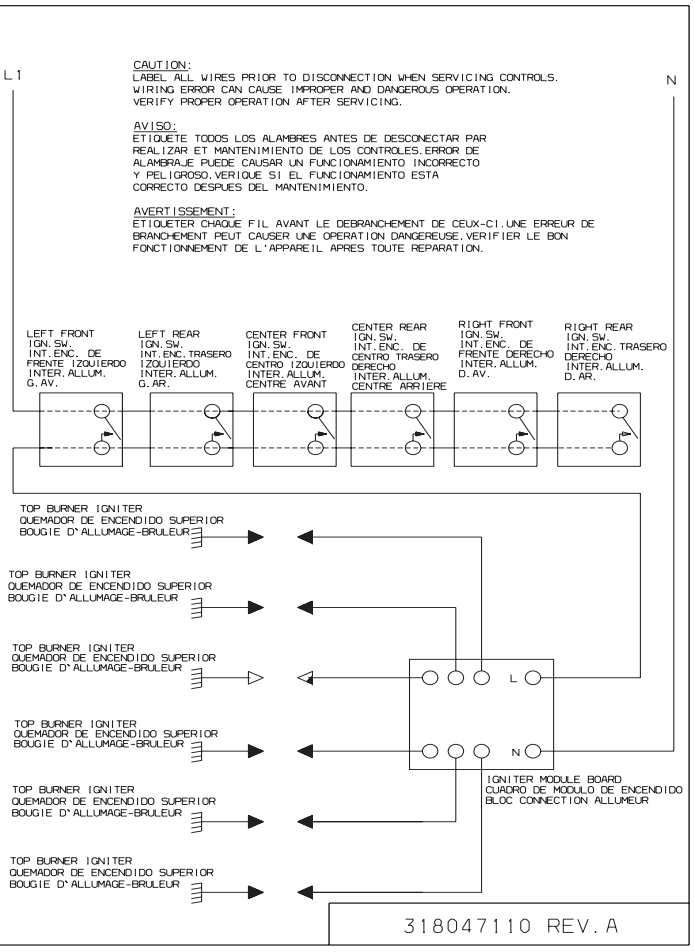 L1
N
CAUTION:
LABEL ALL WIRES PRIOR TO DISCONNECTION WHEN SERVICING CONTROLS.
WIRING ERROR CAN CAUSE IMPROPER AND DANGEROUS OPERATION.
VERIFY PROPER OPERATION AFTER SERVICING.
AVISO:
ETIQUETE TODOS LOS ALAMBRES ANTES DE DESCONECTAR PAR
REALIZAR ET MANTENIMIENTO DE LOS CONTROLES.ERROR DE
ALAMBRAJE PUEDE CAUSAR UN FUNCIONAMIENTO INCORRECTO
Y PELIGROSO.VERIQUE SI EL FUNCIONAMIENTO ESTA
CORRECTO DESPUES DEL MANTENIMIENTO.
AVERTISSEMENT:
ETIQUETER CHAQUE FIL AVANT LE DEBRANCHEMENT DE CEUX-CI.UNE ERREUR DE
BRANCHEMENT PEUT CAUSER UNE OPERATION DANGEREUSE.VERIFIER LE BON
FONCTIONNEMENT DE L'APPAREIL APRES TOUTE REPARATION.
LEFT FRONT
IGN.SW.
INT.ENC. DE
FRENTE IZQUIERDO
INTER.ALLUM.
G.AV.
LEFT REAR
IGN.SW.
INT.ENC.TRASERO
IZQUIERDO
INTER.ALLUM.
G.AR.
CENTER FRONT
IGN.SW.
INT.ENC. DE
CENTRO IZQUIERDO
INTER.ALLUM.
CENTRE AVANT
CENTER REAR
IGN.SW.
INT.ENC. DE
CENTRO TRASERO
DERECHO
INTER.ALLUM.
CENTRE ARRIERE
RIGHT FRONT
IGN.SW.
INT.ENC. DE
FRENTE DERECHO
INTER.ALLUM.
D.AV.
RIGHT REAR
IGN.SW.
INT.ENC.TRASERO
DERECHO
INTER.ALLUM.
D.AR.
TOP BURNER IGNITER
QUEMADOR DE ENCENDIDO SUPERIOR
BOUGIE D`ALLUMAGE-BRULEUR
TOP BURNER IGNITER
QUEMADOR DE ENCENDIDO SUPERIOR
BOUGIE D`ALLUMAGE-BRULEUR
TOP BURNER IGNITER
QUEMADOR DE ENCENDIDO SUPERIOR
BOUGIE D`ALLUMAGE-BRULEUR
L
TOP BURNER IGNITER
QUEMADOR DE ENCENDIDO SUPERIOR
BOUGIE D`ALLUMAGE-BRULEUR
N
IGNITER MODULE BOARD
CUADRO DE MODULO DE ENCENDIDO
BLOC CONNECTION ALLUMEUR
TOP BURNER IGNITER
QUEMADOR DE ENCENDIDO SUPERIOR
BOUGIE D`ALLUMAGE-BRULEUR
TOP BURNER IGNITER
QUEMADOR DE ENCENDIDO SUPERIOR
BOUGIE D`ALLUMAGE-BRULEUR
318047110 REV.A